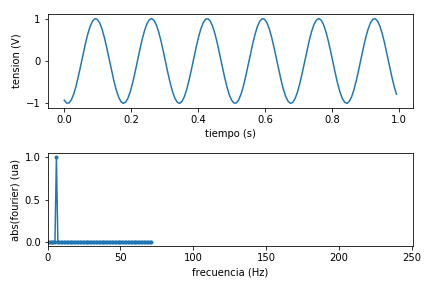 1
0
−1
tension (V)
0.0 0.2 0.4 0.6 0.8 1.0
tiempo (s)
1.0
0.5
0.0
abs(fourier) (ua)
0 50 100 150 200 250
frecuencia (Hz)